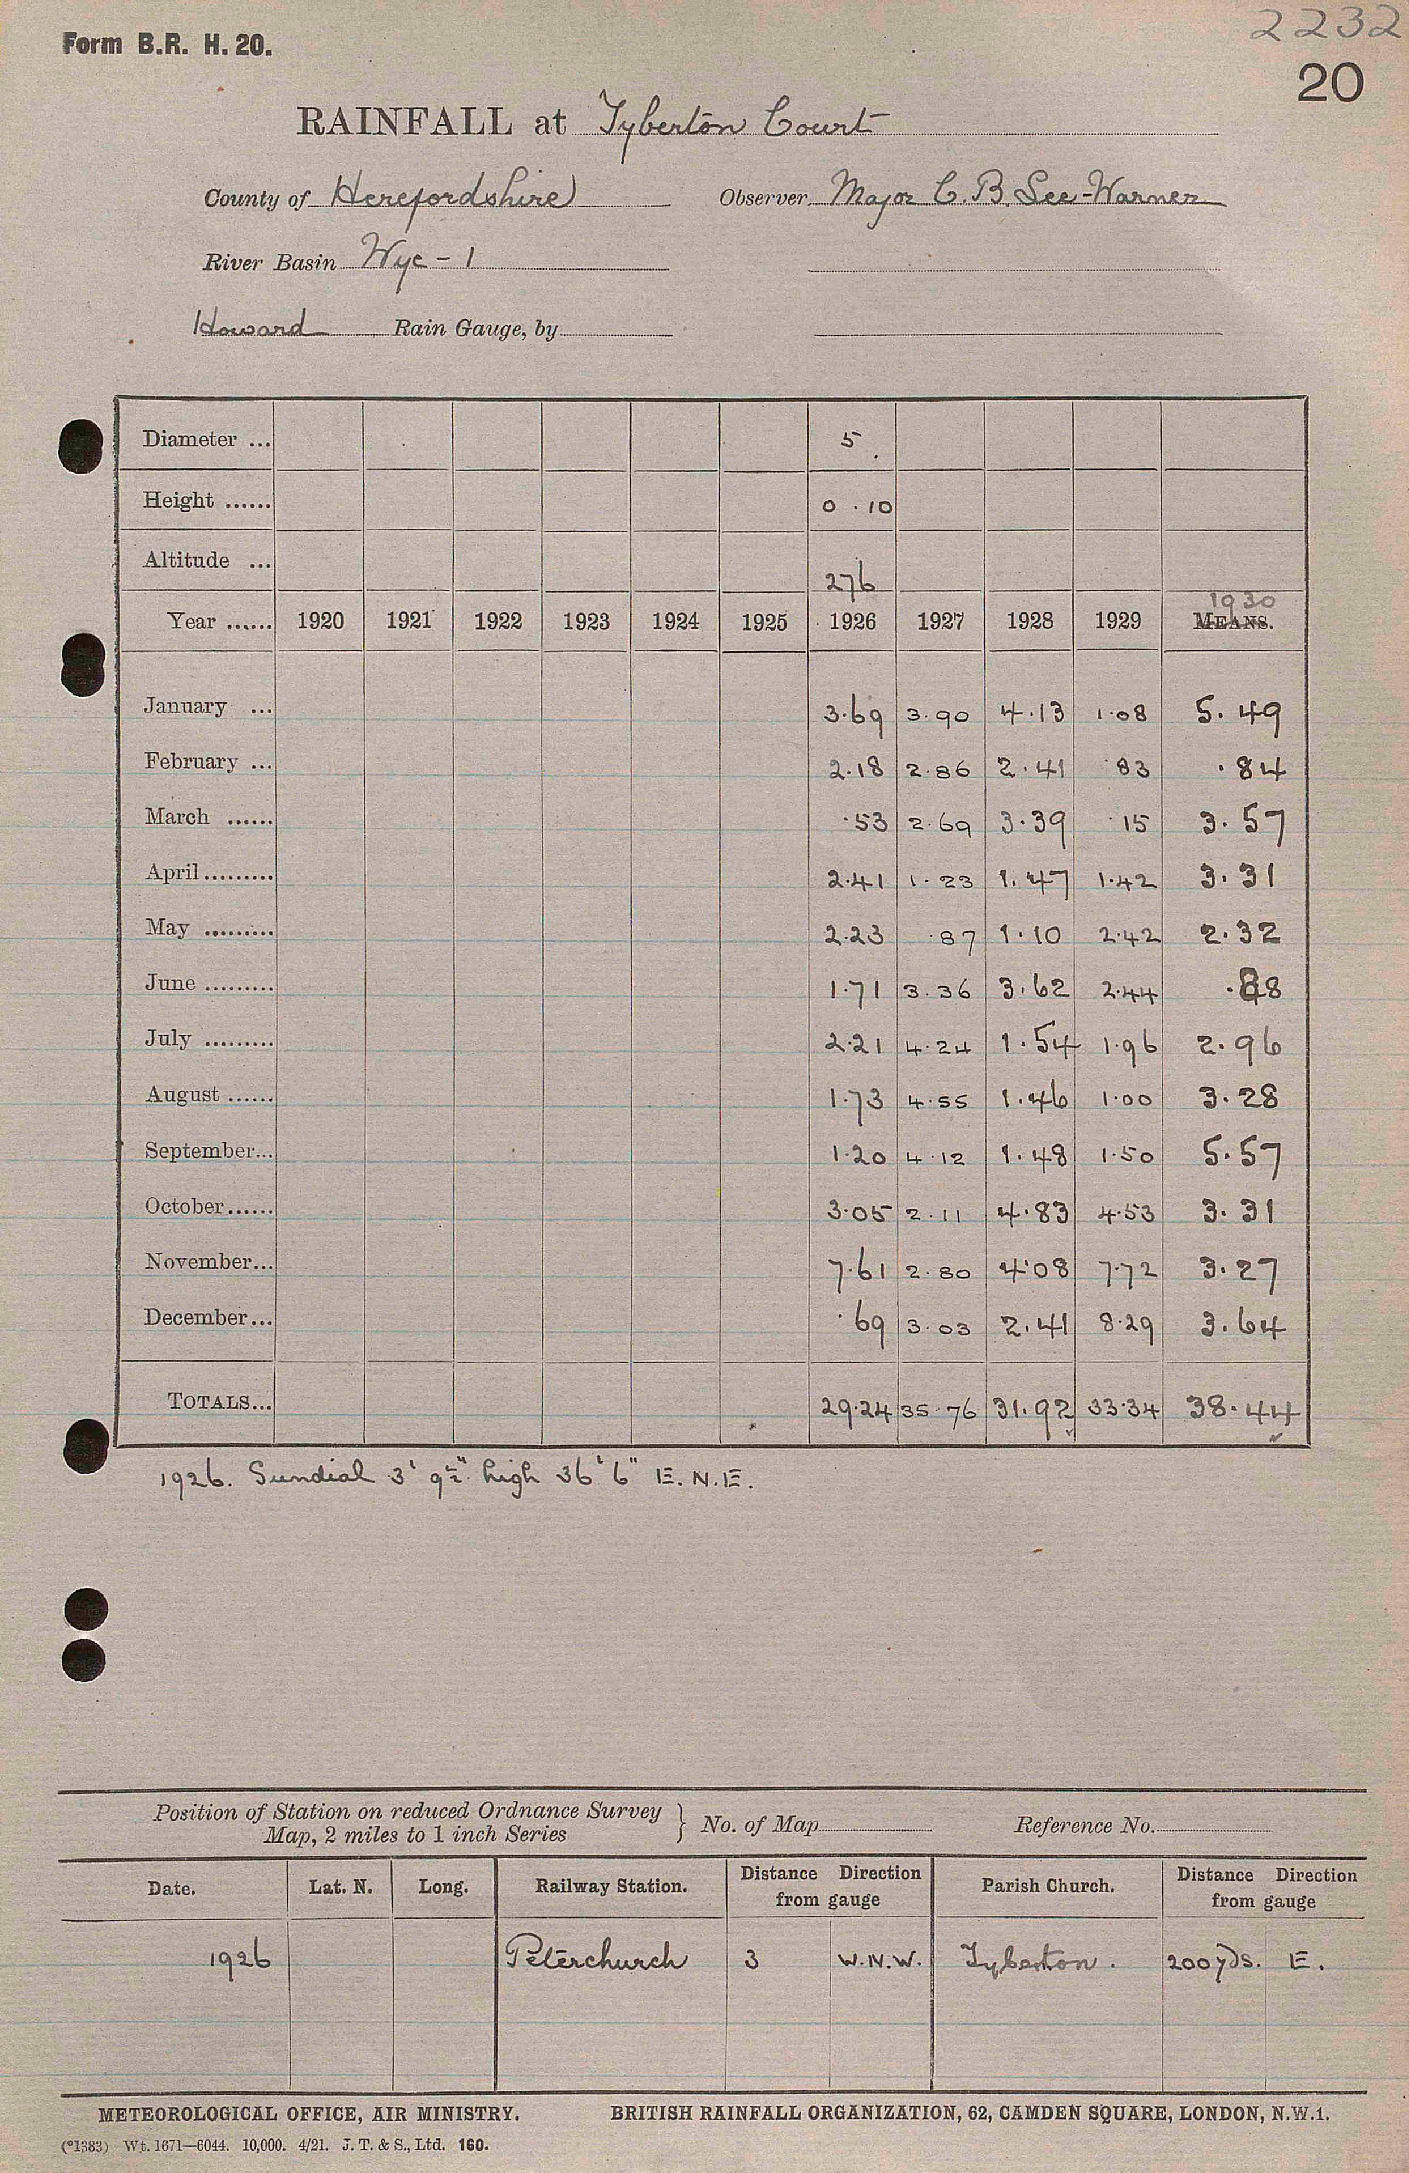 2232
Form B.R. H. 20.
20
RAINFALL at Tyberton Court
County of Herefordshire Observer Major C. B. Lee-Warner
River Basin Wye - 1
Howard Rain Gauge, by
Diameter ... 5
Height ...... 0 . 10
Altitude ... 276
1930
Year ...... 1920 1921 1922 1923 1924 1925 1926 1927 1928 1929 MEANS.
January ... 3.69 3.90 4.13 1.08 5.49
February ... 2.18 2.86 2.41 .83 .84
March ...... .53 2.69 3.39 .15 3.57
April ......... 2.41 1.23 1.47 1.42 3.31
May ......... 2.23 .87 1.10 2.42 2.32
June ......... 1.71 3.36 3.62 2.44 .88
July ......... 2.21 4.24 1.54 1.96 2.96
August ...... 1.73 4.55 1.46 1.00 3.28
September... 1.20 4.12 1.48 1.50 5.57
October...... 3.05 2.11 4.83 4.53 3.31
November... 7.61 2.80 4.08 7.72 3.27
December... .69 3.03 2.41 8.29 3.64
TOTALS... 29.24 35.76 31.92 33.34 38.44
1926. Sundial 3' 9½" high 36' 6" E.N.E.
Position of Station on reduced Ordnance Survey
Map, 2 miles to 1 inch Series } No. of Map Reference No.
Date. Lat. N. Long. Railway Station. Distance Direction from gauge Parish Church. Distance Direction from gauge
1926 Peterchurch 3 W.N.W. Tyberton. 200 yds. E.
METEOROLOGICAL OFFICE, AIR MINISTRY. BRITISH RAINFALL ORGANIZATION, 62, CAMDEN SQUARE, LONDON, N.W.1.
(*1383) Wt. 1671—6044. 10,000. 4/21. J. T. & S., Ltd. 160.